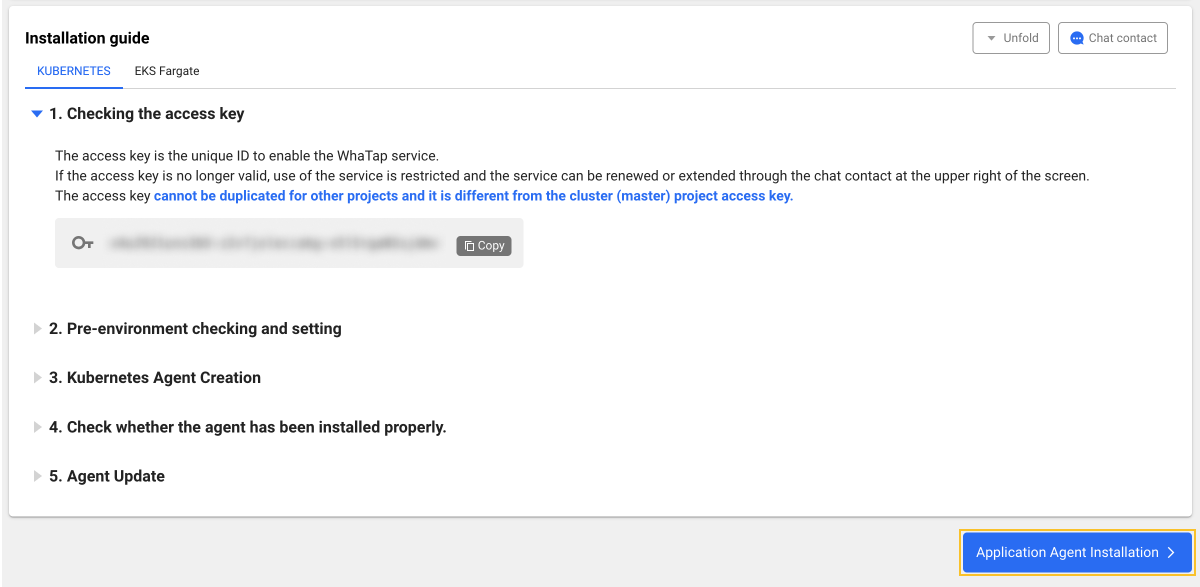 Installation guide
Unfold
Chat contact
KUBERNETES
EKS Fargate
1. Checking the access key
The access key is the unique ID to enable the WhaTap service.
If the access key is no longer valid, use of the service is restricted and the service can be renewed or extended through the chat contact at the upper right of the screen.
The access key cannot be duplicated for other projects and it is different from the cluster (master) project access key.
Copy
2. Pre-environment checking and setting
3. Kubernetes Agent Creation
4. Check whether the agent has been installed properly.
5. Agent Update
Application Agent Installation